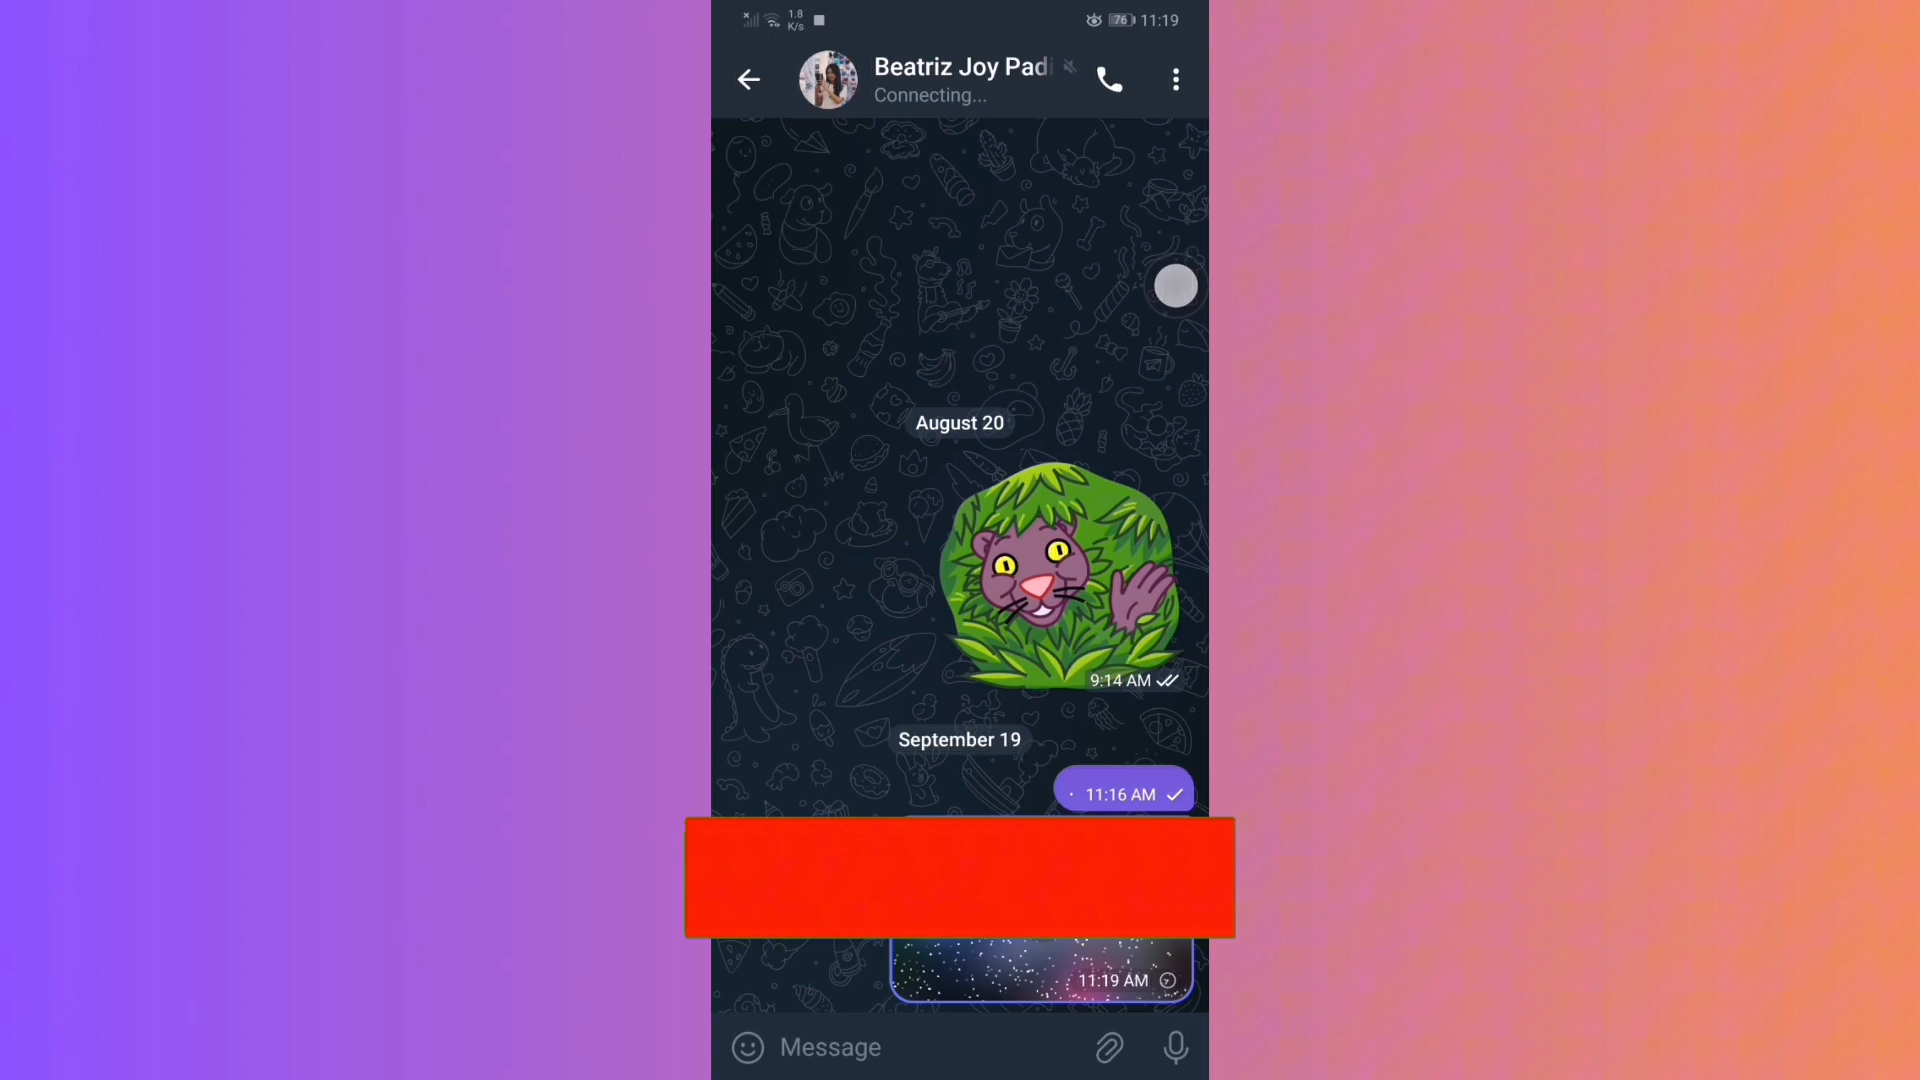 1.8
K/s
76
11:19
Beatriz Joy Padi
Connecting...
August 20
9:14 AM
September 19
. 11:16 AM
11:19 AM
Message